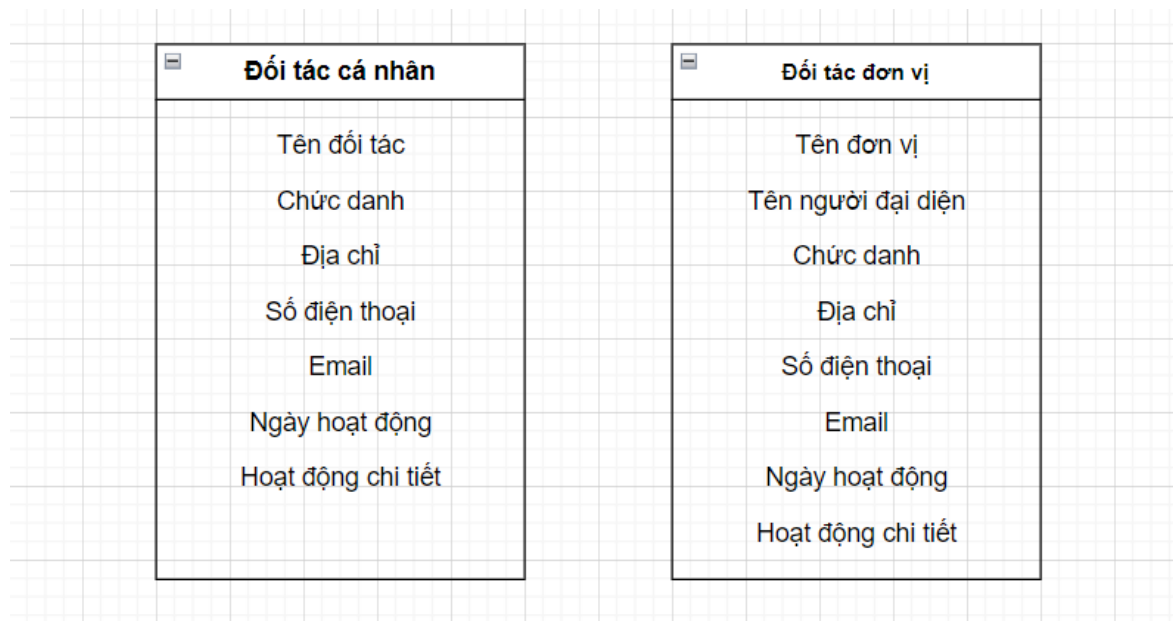 Đối tác cá nhân
Tên đối tác
Chức danh
Địa chỉ
Số điện thoại
Email
Ngày hoạt động
Hoạt động chi tiết
Đối tác đơn vị
Tên đơn vị
Tên người đại diện
Chức danh
Địa chỉ
Số điện thoại
Email
Ngày hoạt động
Hoạt động chi tiết